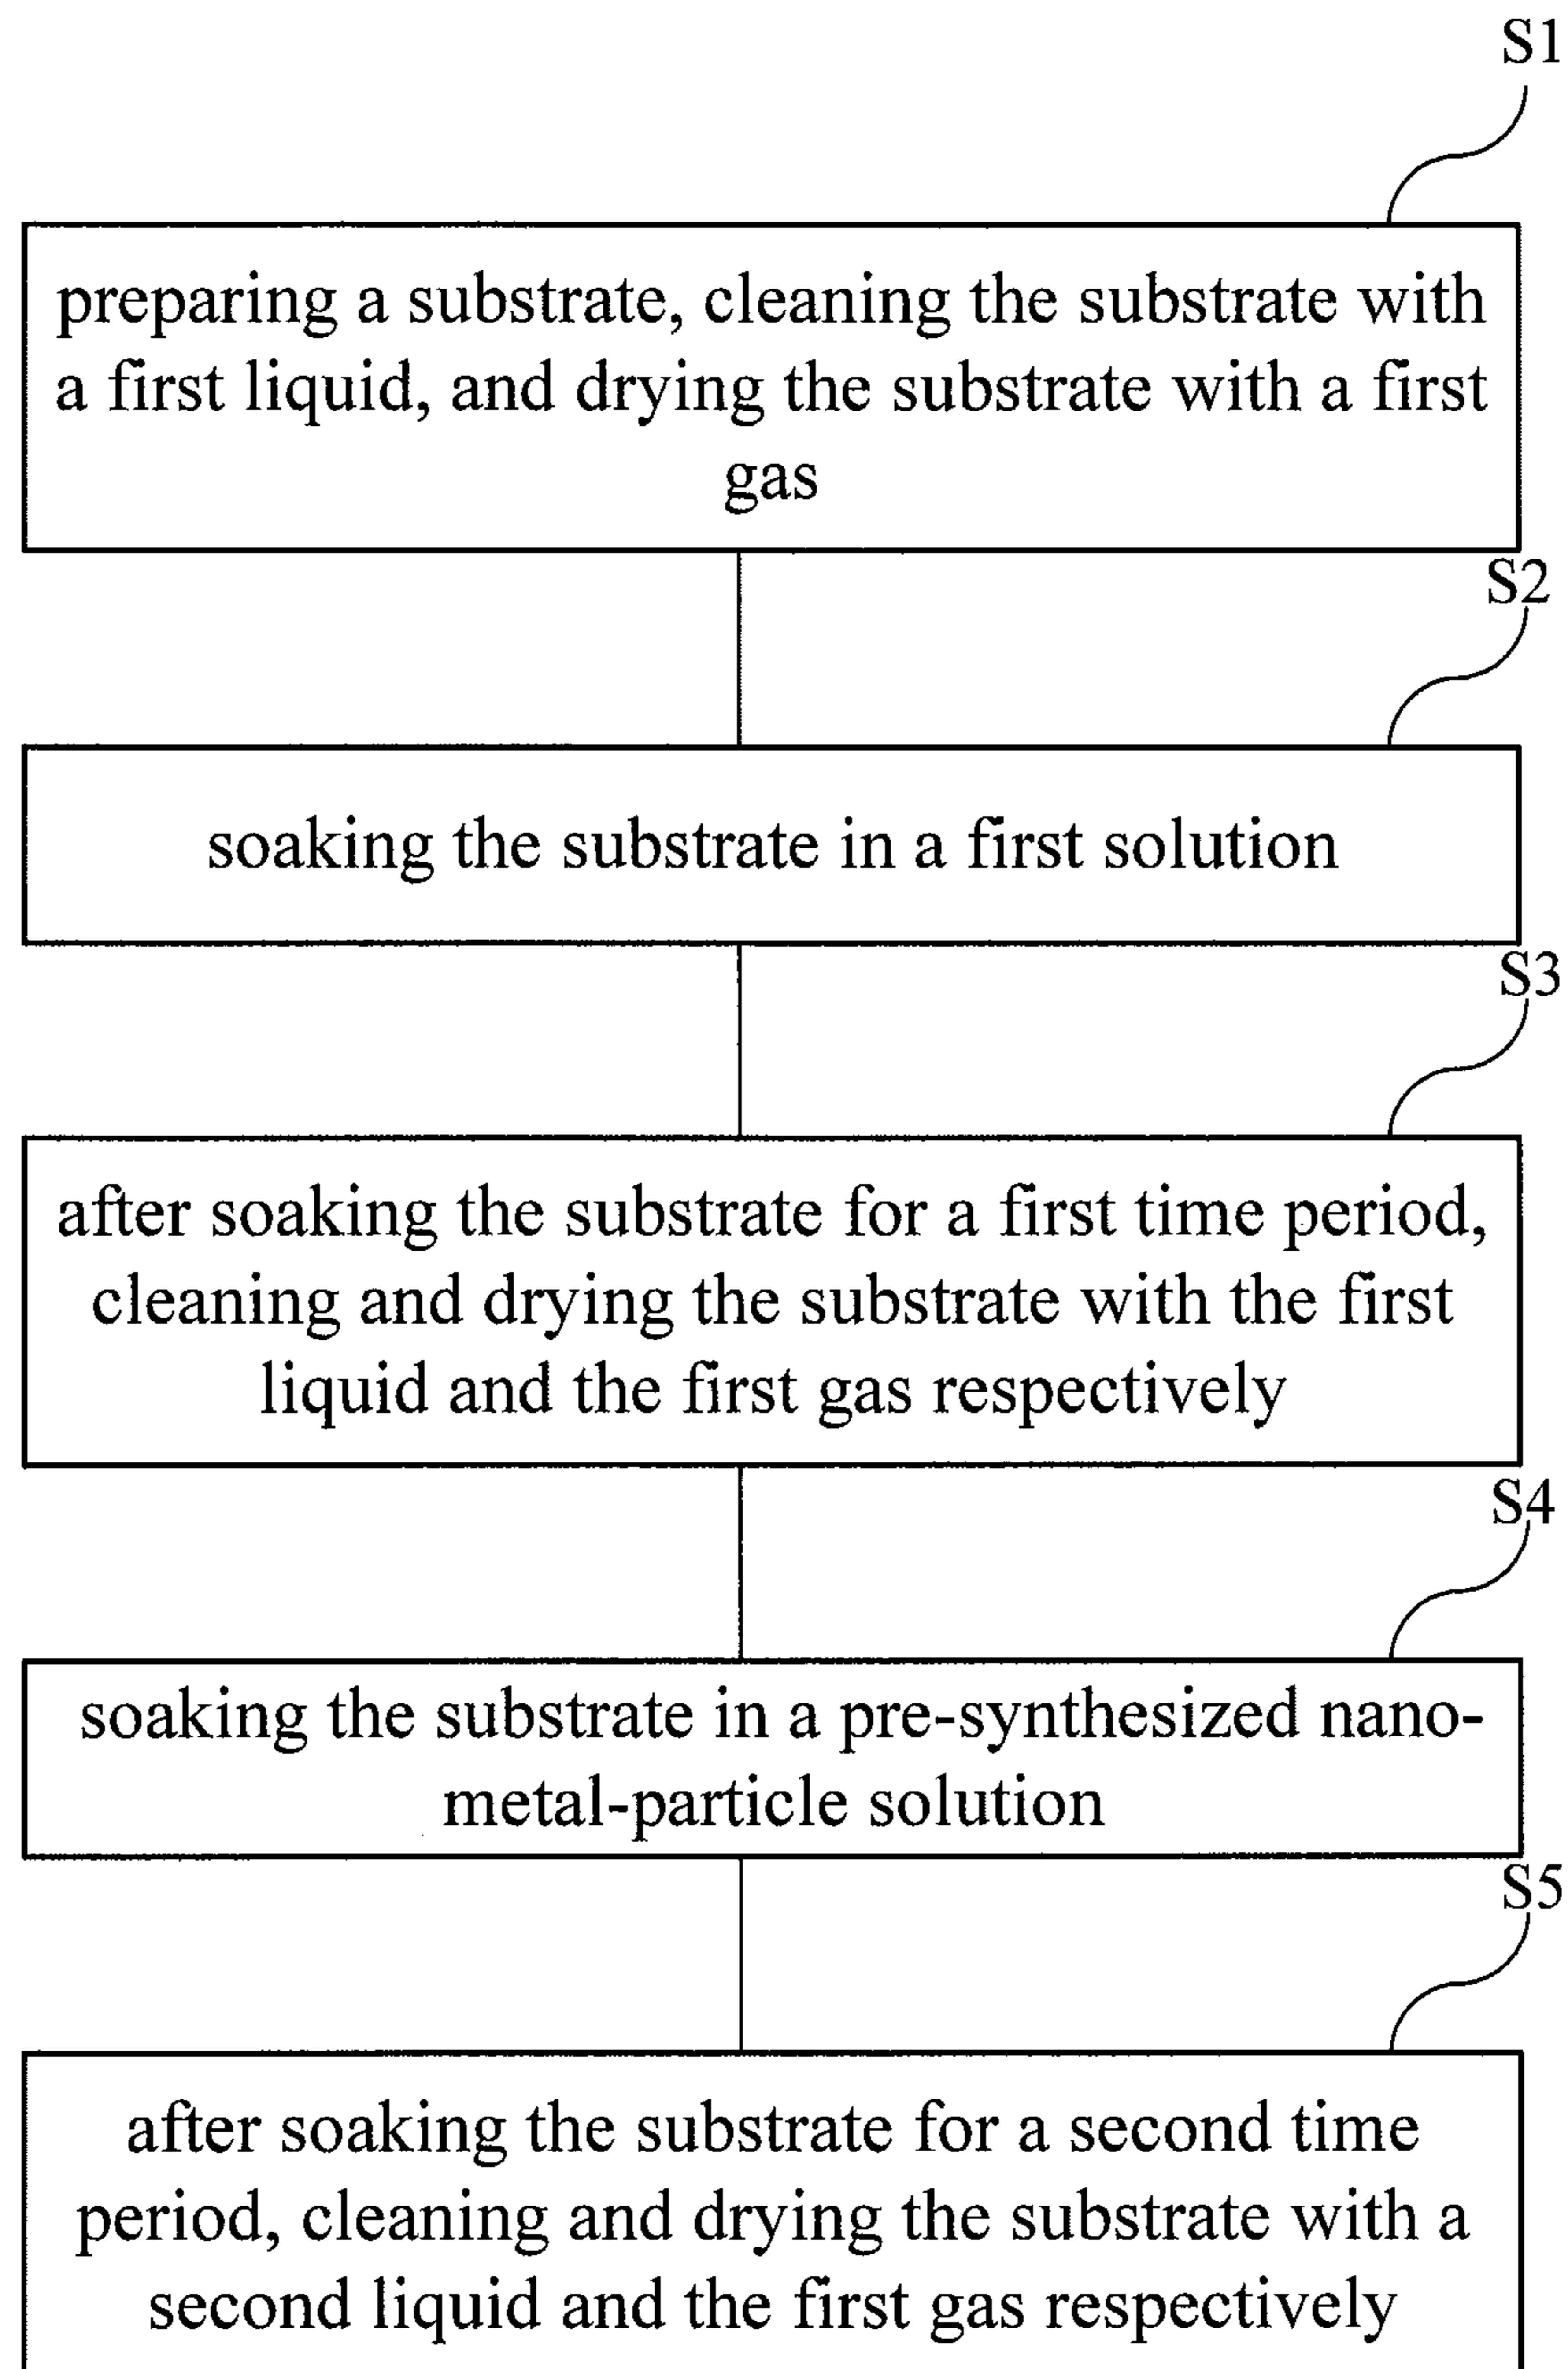 S1
preparing a substrate, cleaning the substrate with
a first liquid, and drying the substrate with a first
gas
S2
soaking the substrate in a first solution
S3
after soaking the substrate for a first time period,
cleaning and drying the substrate with the first
liquid and the first gas respectively
S4
soaking the substrate in a pre-synthesized nano-
metal-particle solution
S5
after soaking the substrate for a second time
period, cleaning and drying the substrate with a
second liquid and the first gas respectively